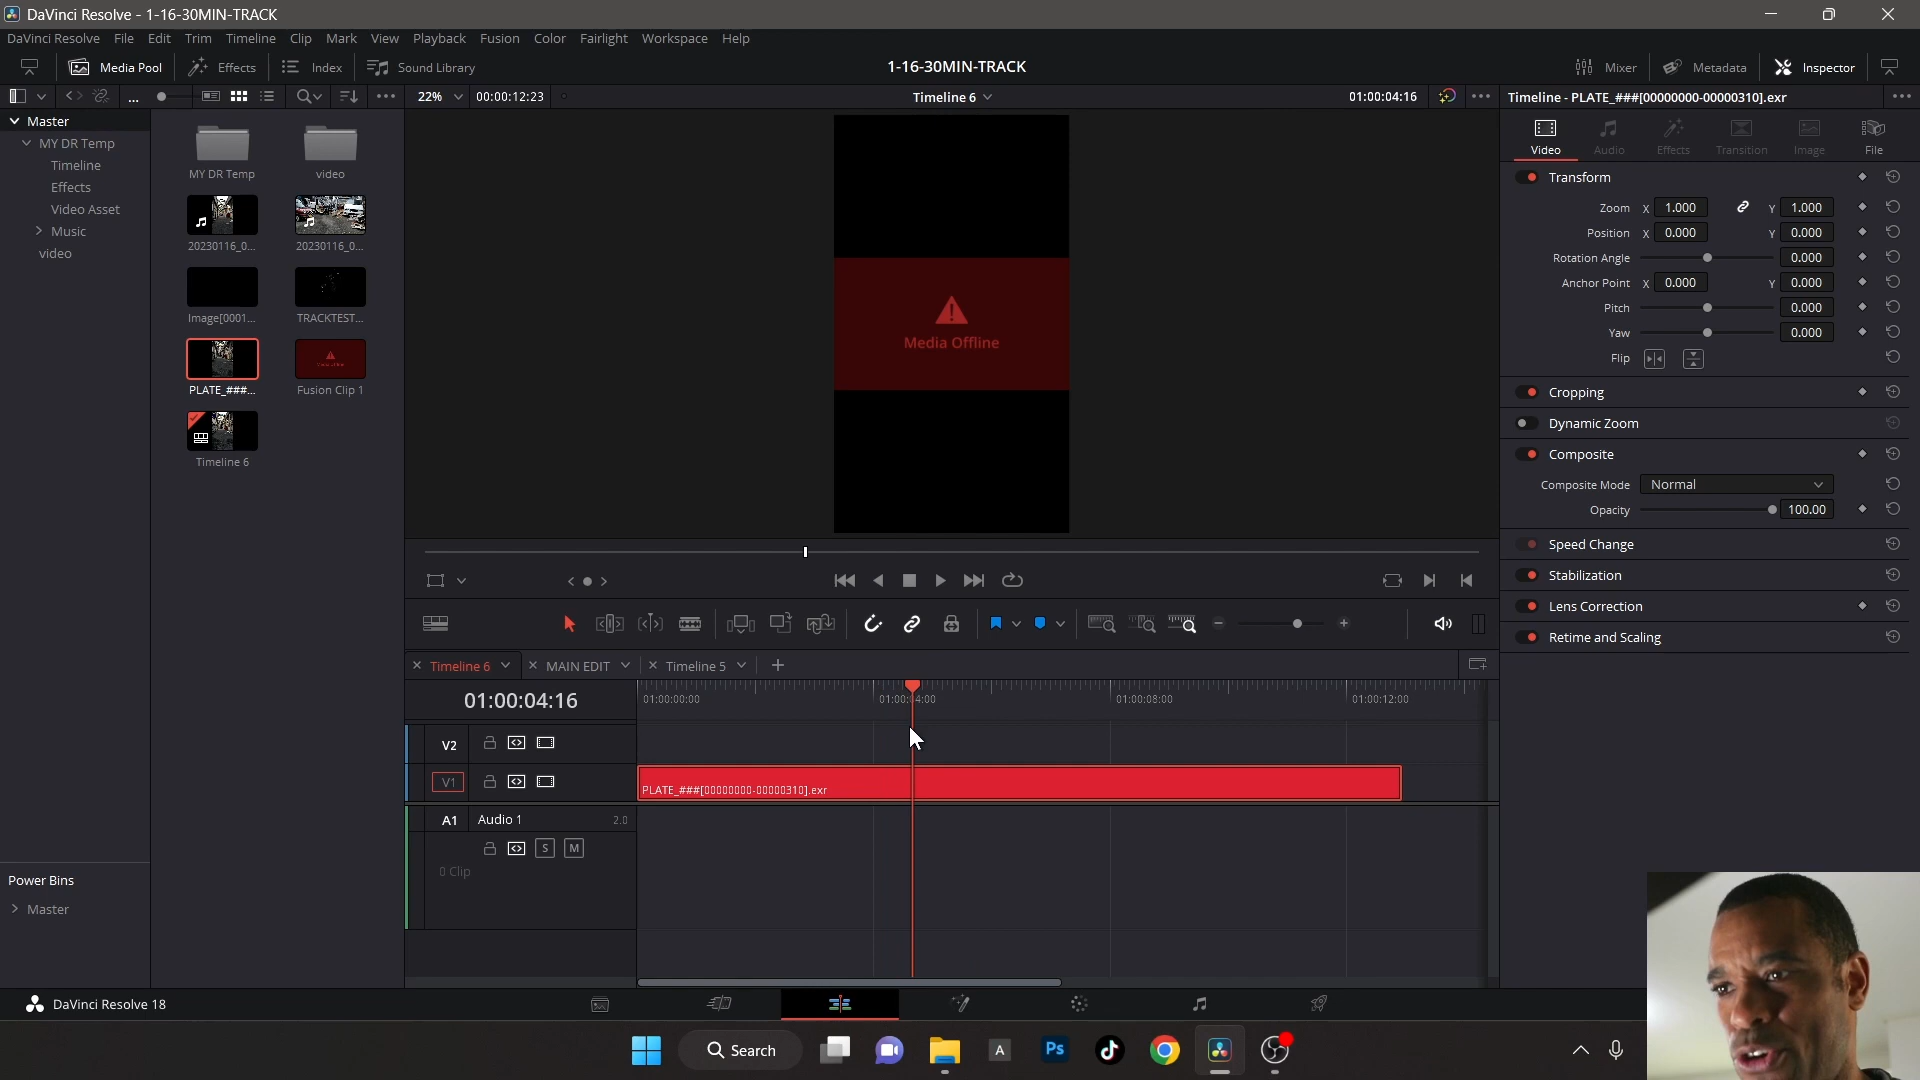 DaVinci Resolve - 1-16-30MIN-TRACK
DaVinci Resolve File Edit Trim Timeline Clip Mark View Playback Fusion Color Fairlight Workspace Help
Media Pool Effects Index Sound Library 1-16-30MIN-TRACK Mixer Metadata Inspector
22% 00:00:12:23 Timeline 6 01:00:04:16 Timeline - PLATE_###[00000000-00000310].exr
Master
MY DR Temp
Timeline
Effects
Video Asset
Music
video
MY DR Temp video
20230116_0... 20230116_0...
Image[0001... TRACKTEST...
PLATE_###... Fusion Clip 1
Timeline 6
Power Bins
Master
Media Offline
Video Audio Effects Transition Image File
Transform
Zoom X 1.000 Y 1.000
Position X 0.000 Y 0.000
Rotation Angle 0.000
Anchor Point X 0.000 Y 0.000
Pitch 0.000
Yaw 0.000
Flip
Cropping
Dynamic Zoom
Composite
Composite Mode Normal
Opacity 100.00
Speed Change
Stabilization
Lens Correction
Retime and Scaling
Timeline 6 MAIN EDIT Timeline 5
01:00:04:16 01:00:00:00 01:00:04:00 01:00:08:00 01:00:12:00
V2
V1 PLATE_###[00000000-00000310].exr
A1 Audio 1 2.0
S M
0 Clip
DaVinci Resolve 18
Search
A
Ps